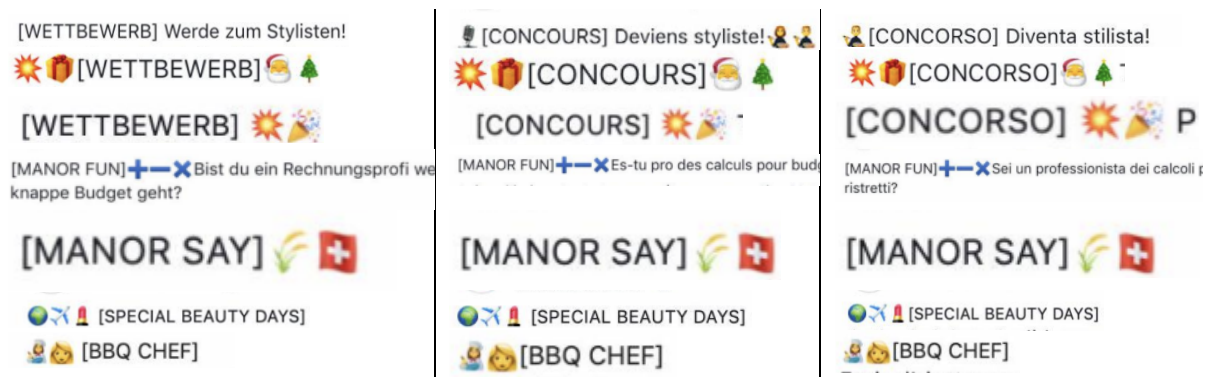 [WETTBEWERB] Werde zum Stylisten!
💥🎁[WETTBEWERB]🎅🎄
[WETTBEWERB] 💥🎉
[MANOR FUN]➕➖✖Bist du ein Rechnungsprofi we
knappe Budget geht?
[MANOR SAY]🌾🇨🇭
🌍✈💄 [SPECIAL BEAUTY DAYS]
👩‍🍳👩 [BBQ CHEF]
🎙[CONCOURS] Deviens styliste!🤵‍♀️🤵
💥🎁[CONCOURS]🎅🎄
[CONCOURS] 💥🎉
[MANOR FUN]➕➖✖Es-tu pro des calculs pour budg
[MANOR SAY]🌾🇨🇭
🌍✈💄 [SPECIAL BEAUTY DAYS]
👩‍🍳👩[BBQ CHEF]
🤵[CONCORSO] Diventa stilista!
💥🎁[CONCORSO]🎅🎄
[CONCORSO] 💥🎉 P
[MANOR FUN]➕➖✖Sei un professionista dei calcoli p
ristretti?
[MANOR SAY]🌾🇨🇭
🌍✈💄[SPECIAL BEAUTY DAYS]
👩‍🍳👩[BBQ CHEF]